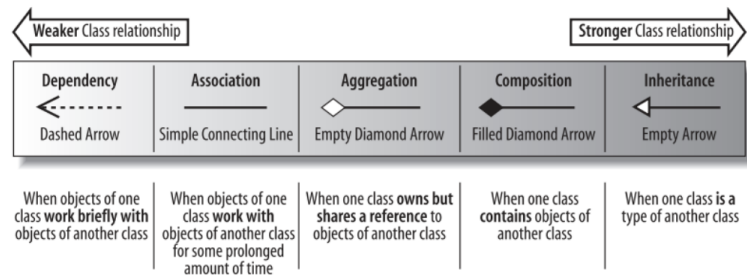 Weaker Class relationship
Stronger Class relationship
Dependency
Association
Aggregation
Composition
Inheritance
Dashed Arrow
Simple Connecting Line
Empty Diamond Arrow
Filled Diamond Arrow
Empty Arrow
When objects of one
class work briefly with
objects of another class
When objects of one
class work with
objects of another class
for some prolonged
amount of time
When one class owns but
shares a reference to
objects of another class
When one class
contains objects of
another class
When one class is a
type of another class